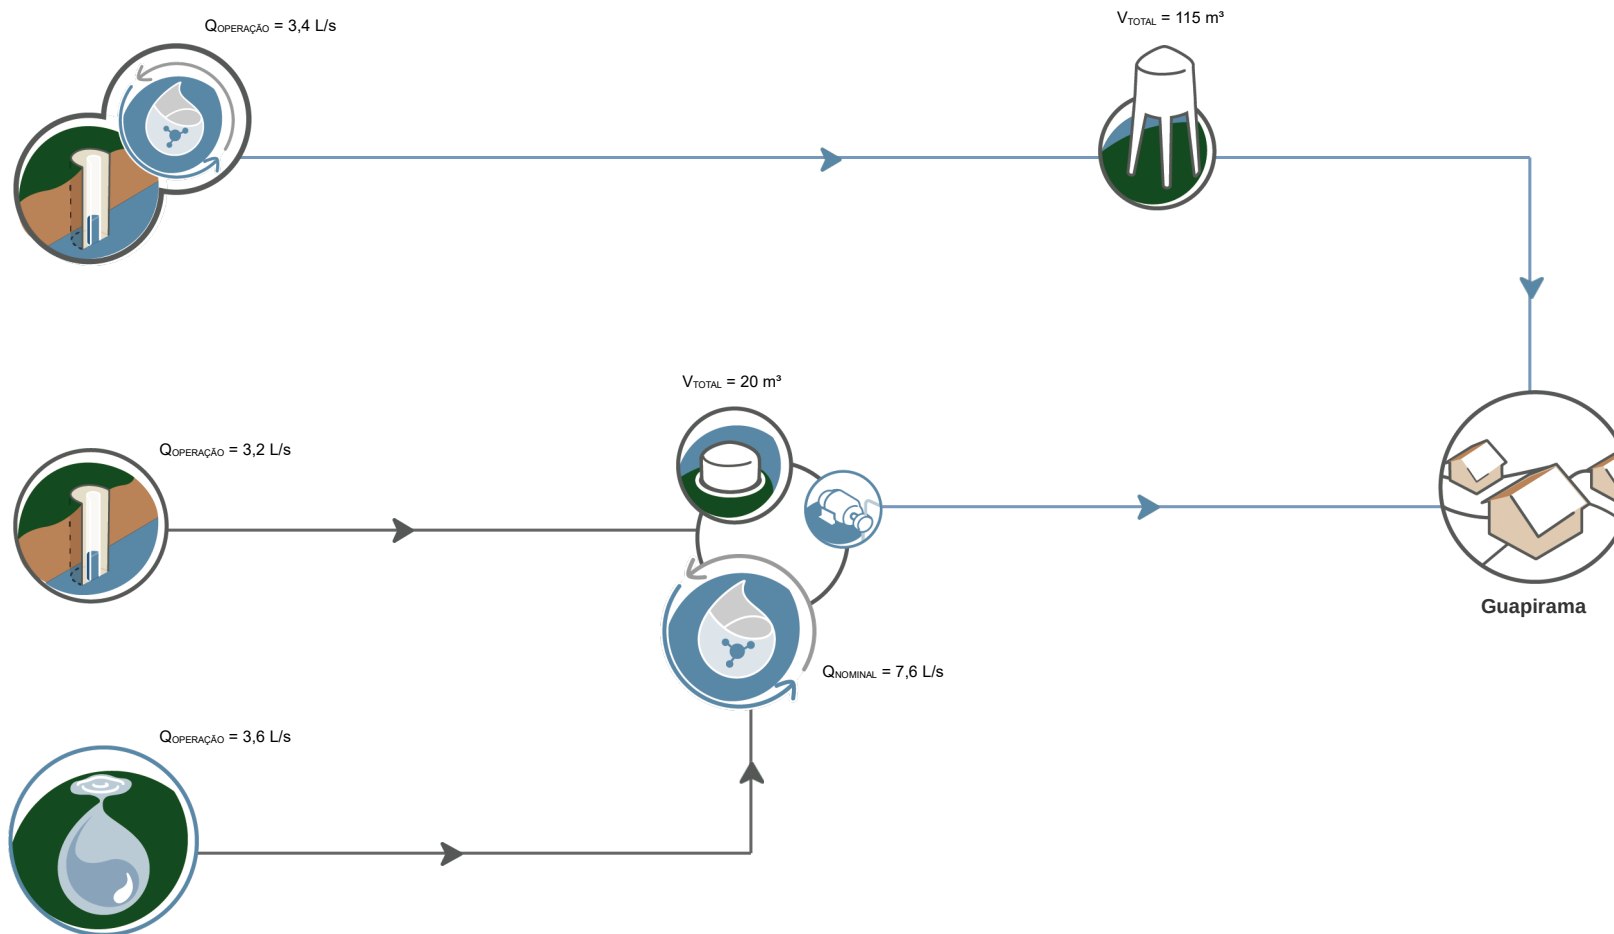 QOPERAÇÃO = 3,4 L/s
VTOTAL = 115 m³
VTOTAL = 20 m³
QOPERAÇÃO = 3,2 L/s
Guapirama
QNOMINAL = 7,6 L/s
QOPERAÇÃO = 3,6 L/s